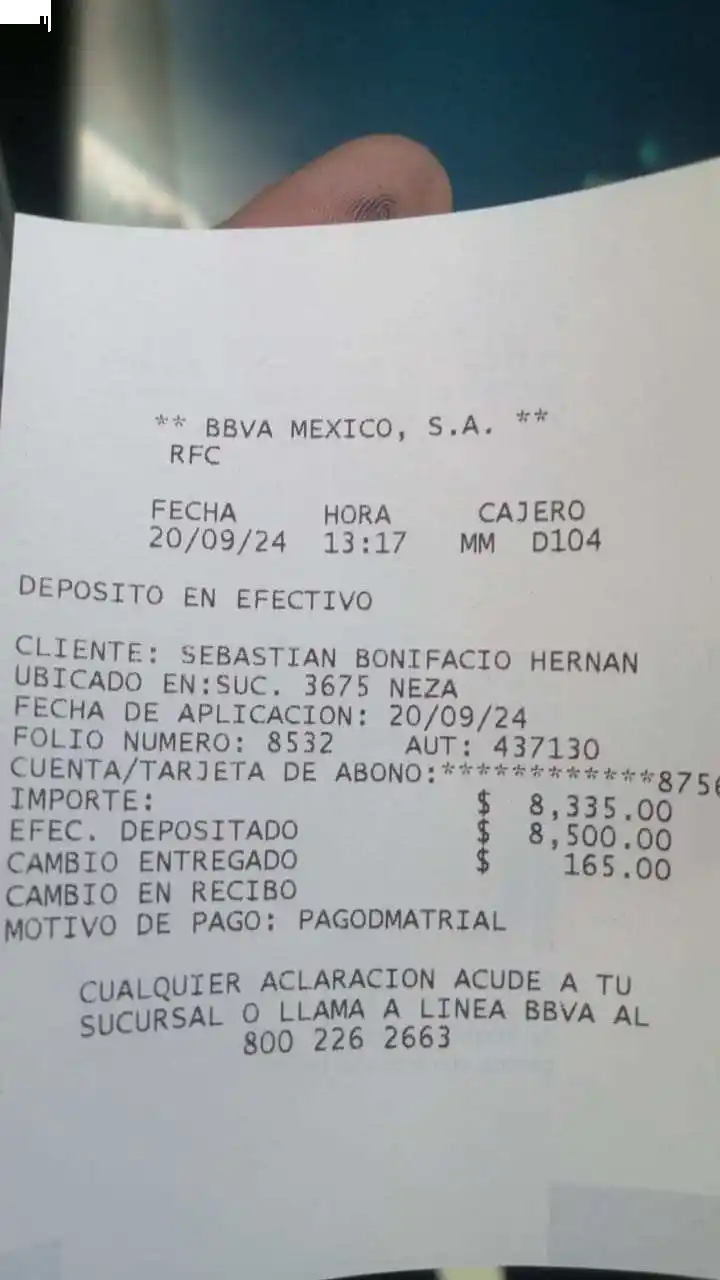 ** BBVA MEXICO, S.A. **
RFC
FECHA HORA CAJERO
20/09/24 13:17 MM D104
DEPOSITO EN EFECTIVO
CLIENTE: SEBASTIAN BONIFACIO HERNAN
UBICADO EN:SUC. 3675 NEZA
FECHA DE APLICACION: 20/09/24
FOLIO NUMERO: 8532 AUT: 437130
CUENTA/TARJETA DE ABONO:************8756
IMPORTE: $ 8,335.00
EFEC. DEPOSITADO $ 8,500.00
CAMBIO ENTREGADO $ 165.00
CAMBIO EN RECIBO
MOTIVO DE PAGO: PAGODMATRIAL
CUALQUIER ACLARACION ACUDE A TU
SUCURSAL O LLAMA A LINEA BBVA AL
800 226 2663